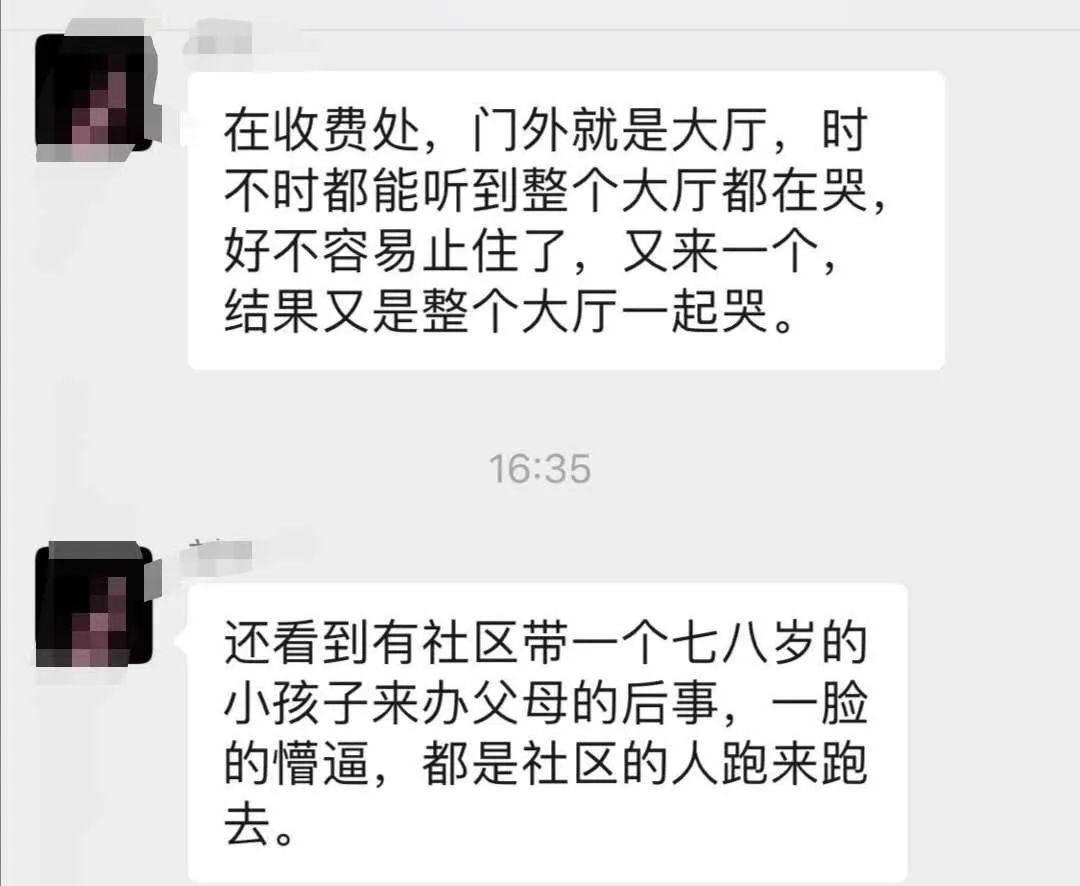 在收费处，门外就是大厅，时
不时都能听到整个大厅都在哭，
好不容易止住了，又来一个，
结果又是整个大厅一起哭。
16:35
还看到有社区带一个七八岁的
小孩子来办父母的后事，一脸
的懵逼，都是社区的人跑来跑
去。